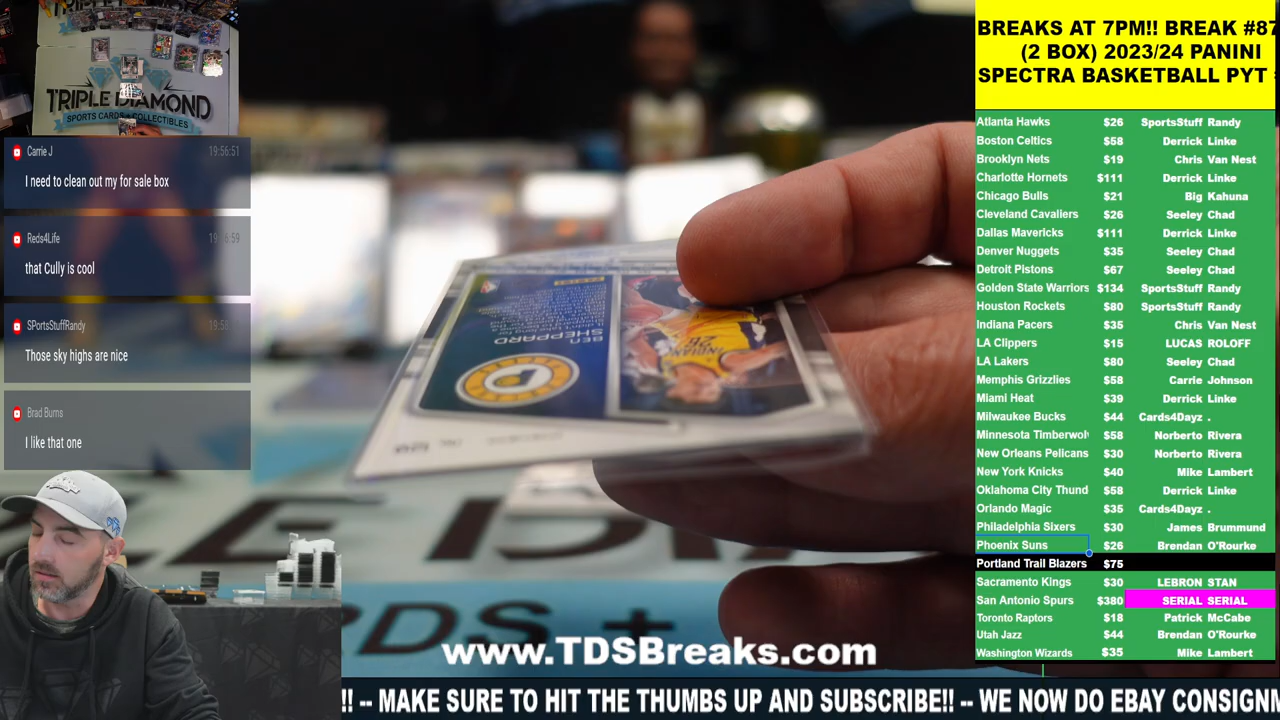 TRIPLE DIAMOND
SPORTS CARDS + COLLECTIBLES
Carrie J 19:56:51
I need to clean out my for sale box
Reds4Life
that Cully is cool
SPortsStuffRandy
Those sky highs are nice
Brad Burns
I like that one
BEN
SHEPPARD
INDIANA
26
www.TDSBreaks.com
!! -- MAKE SURE TO HIT THE THUMBS UP AND SUBSCRIBE!! -- WE NOW DO EBAY CONSIGNM
BREAKS AT 7PM!! BREAK #87
(2 BOX) 2023/24 PANINI
SPECTRA BASKETBALL PYT
Atlanta Hawks $26 SportsStuff Randy
Boston Celtics $58 Derrick Linke
Brooklyn Nets $19 Chris Van Nest
Charlotte Hornets $111 Derrick Linke
Chicago Bulls $21 Big Kahuna
Cleveland Cavaliers $26 Seeley Chad
Dallas Mavericks $111 Derrick Linke
Denver Nuggets $35 Seeley Chad
Detroit Pistons $67 Seeley Chad
Golden State Warriors $134 SportsStuff Randy
Houston Rockets $80 SportsStuff Randy
Indiana Pacers $35 Chris Van Nest
LA Clippers $15 LUCAS ROLOFF
LA Lakers $80 Seeley Chad
Memphis Grizzlies $58 Carrie Johnson
Miami Heat $39 Derrick Linke
Milwaukee Bucks $44 Cards4Dayz .
Minnesota Timberwol $58 Norberto Rivera
New Orleans Pelicans $30 Norberto Rivera
New York Knicks $40 Mike Lambert
Oklahoma City Thund $58 Derrick Linke
Orlando Magic $35 Cards4Dayz .
Philadelphia Sixers $30 James Brummund
Phoenix Suns $26 Brendan O'Rourke
Portland Trail Blazers $75
Sacramento Kings $30 LEBRON STAN
San Antonio Spurs $380 SERIAL SERIAL
Toronto Raptors $18 Patrick McCabe
Utah Jazz $44 Brendan O'Rourke
Washington Wizards $35 Mike Lambert